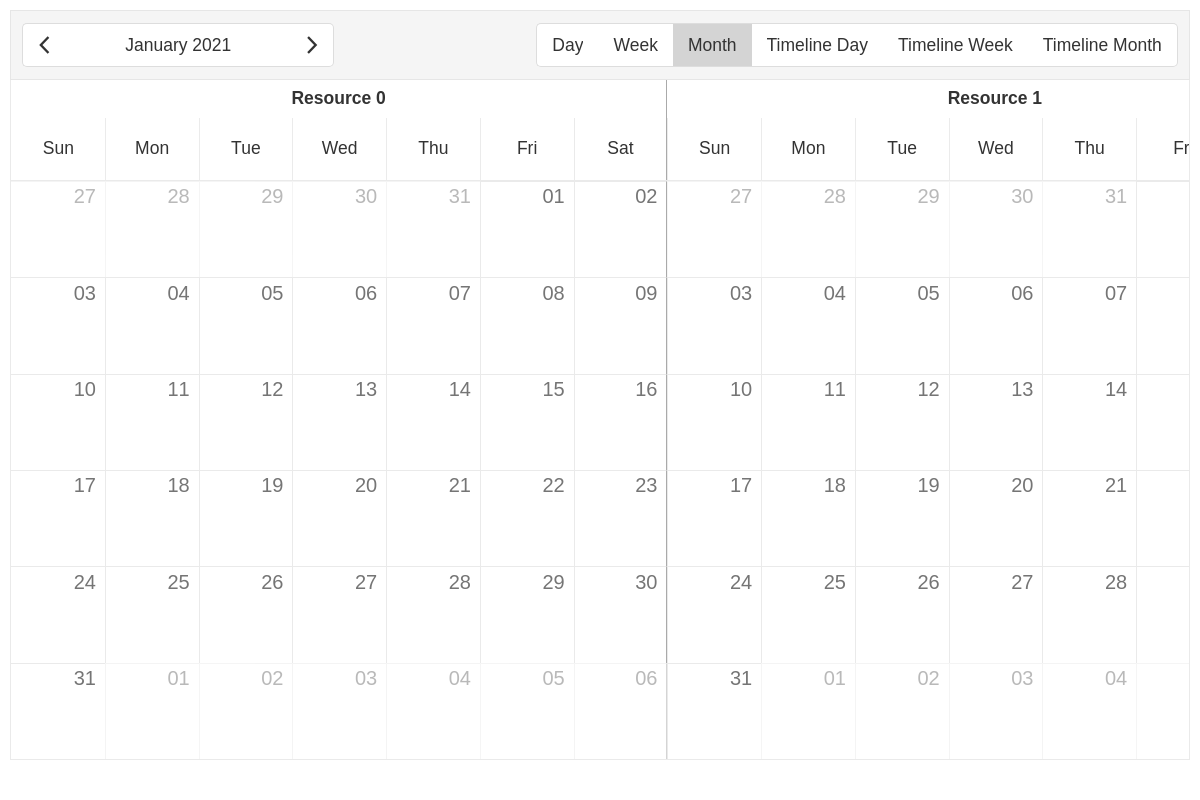 January 2021 Day Week Month Timeline Day Timeline Week Timeline Month
Resource 0 Resource 1
Sun Mon Tue Wed Thu Fri Sat Sun Mon Tue Wed Thu Fr
27 28 29 30 31 01 02 27 28 29 30 31
03 04 05 06 07 08 09 03 04 05 06 07
10 11 12 13 14 15 16 10 11 12 13 14
17 18 19 20 21 22 23 17 18 19 20 21
24 25 26 27 28 29 30 24 25 26 27 28
31 01 02 03 04 05 06 31 01 02 03 04